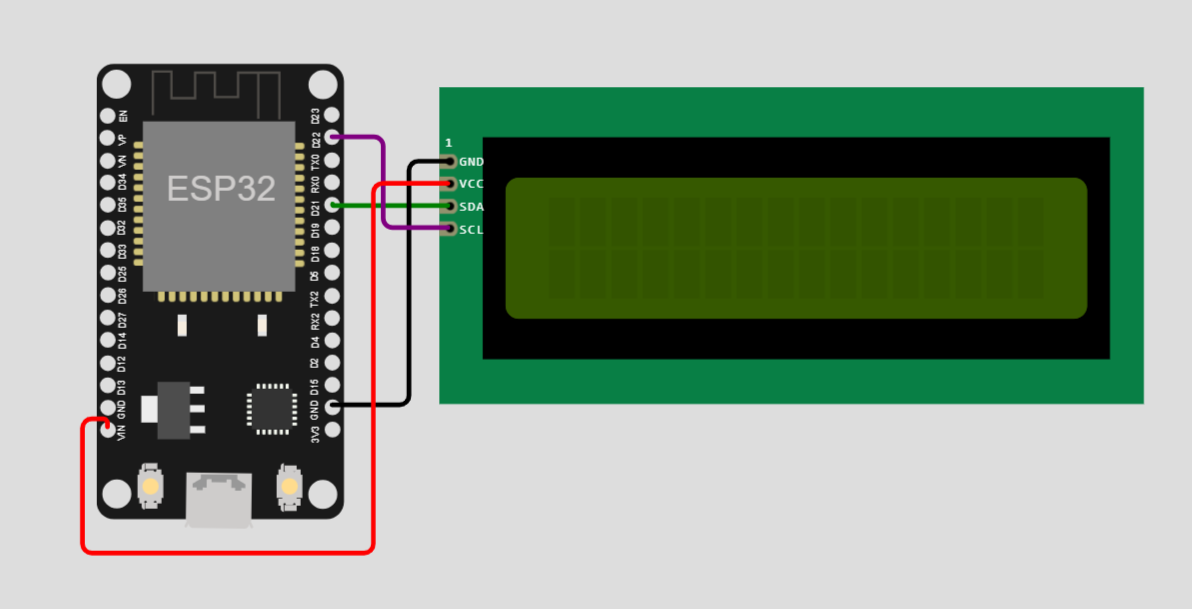 EN
VP
VN
D34
D35
D32
D33
D25
D26
D27
D14
D12
D13
GND
VIN
ESP32
D23
D22
TX0
RX0
D21
D19
D18
D5
TX2
RX2
D4
D2
D15
GND
3V3
1
GND
VCC
SDA
SCL